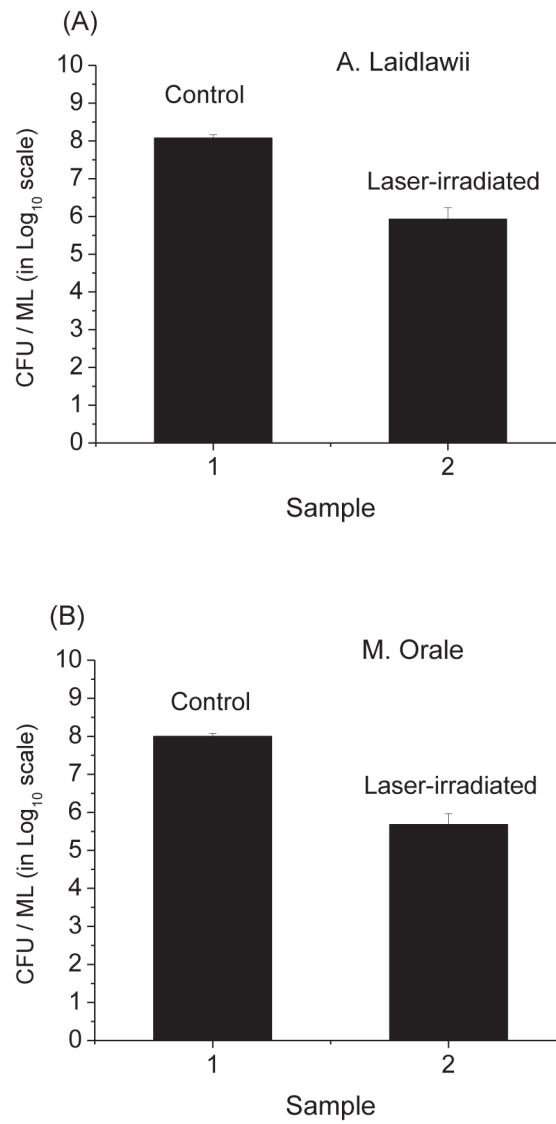 (A)
A. Laidlawii
10
9
8
7
6
5
4
3
2
1
0
CFU / ML (in Log10 scale)
Control
Laser-irradiated
1
2
Sample
(B)
M. Orale
10
9
8
7
6
5
4
3
2
1
0
CFU / ML (in Log10 scale)
Control
Laser-irradiated
1
2
Sample